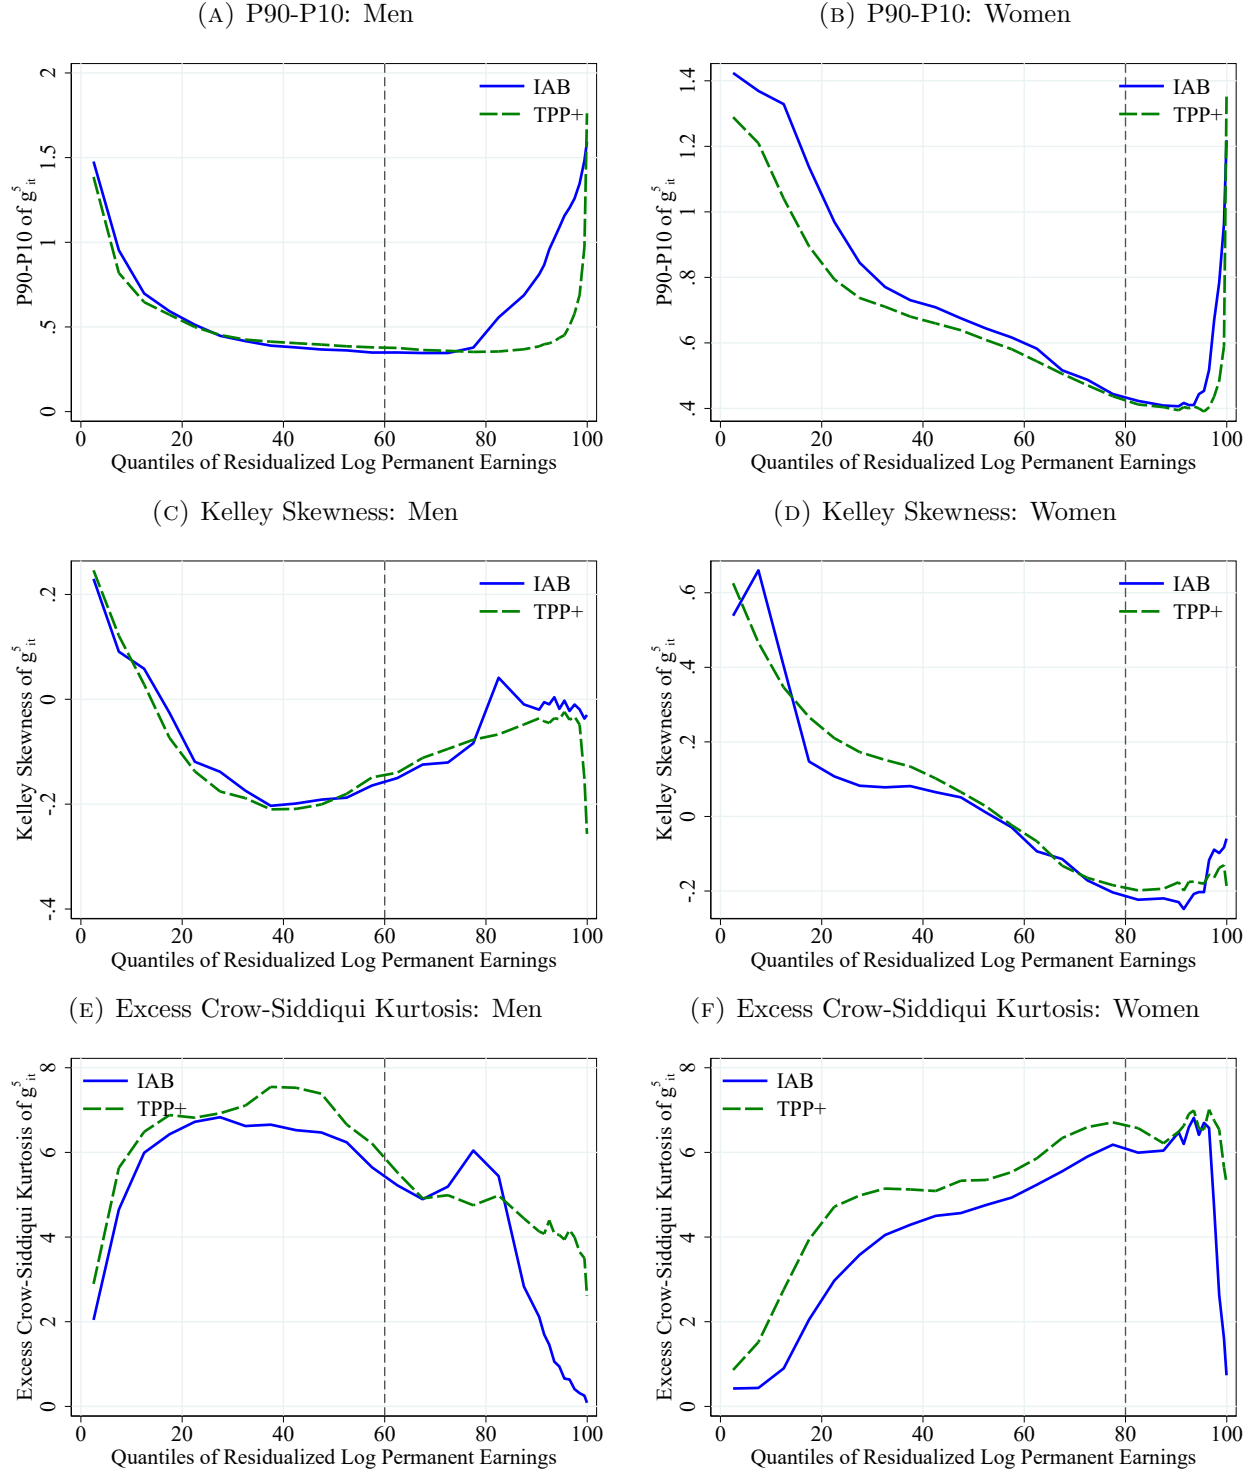 (A) P90-P10: Men
P90-P10 of g⁵ᵢₜ
2
1.5
1
.5
0
IAB
TPP+
0 20 40 60 80 100
Quantiles of Residualized Log Permanent Earnings
(B) P90-P10: Women
P90-P10 of g⁵ᵢₜ
1.4
1.2
1
.8
.6
.4
IAB
TPP+
0 20 40 60 80 100
Quantiles of Residualized Log Permanent Earnings
(C) Kelley Skewness: Men
Kelley Skewness of g⁵ᵢₜ
.2
0
-.2
-.4
IAB
TPP+
0 20 40 60 80 100
Quantiles of Residualized Log Permanent Earnings
(D) Kelley Skewness: Women
Kelley Skewness of g⁵ᵢₜ
.6
.4
.2
0
-.2
IAB
TPP+
0 20 40 60 80 100
Quantiles of Residualized Log Permanent Earnings
(E) Excess Crow-Siddiqui Kurtosis: Men
Excess Crow-Siddiqui Kurtosis of g⁵ᵢₜ
8
6
4
2
0
IAB
TPP+
0 20 40 60 80 100
Quantiles of Residualized Log Permanent Earnings
(F) Excess Crow-Siddiqui Kurtosis: Women
Excess Crow-Siddiqui Kurtosis of g⁵ᵢₜ
8
6
4
2
0
IAB
TPP+
0 20 40 60 80 100
Quantiles of Residualized Log Permanent Earnings